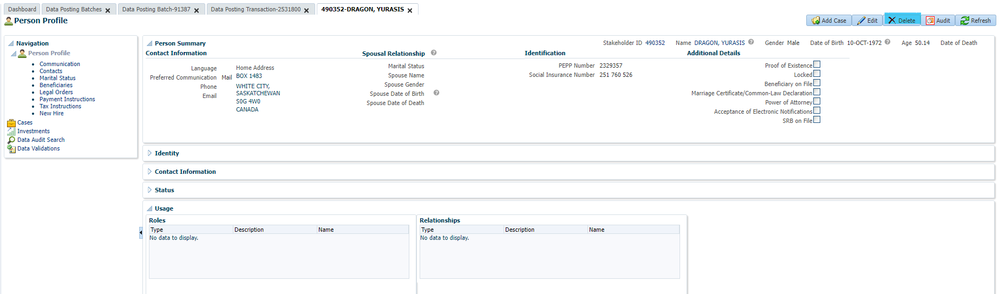 Dashboard Data Posting Batches Data Posting Batch-91387 Data Posting Transaction-2531800 490352-DRAGON, YURASIS
Person Profile
Add Case Edit Delete Audit Refresh
Navigation
Person Profile
Communication
Contacts
Marital Status
Beneficiaries
Legal Orders
Payment Instructions
Tax Instructions
New Hire
Cases
Investments
Data Audit Search
Data Validations
Person Summary Stakeholder ID 490352 Name DRAGON, YURASIS Gender Male Date of Birth 10-OCT-1972 Age 50.14 Date of Death
Contact Information
Language
Preferred Communication Mail
Phone
Email
Home Address
BOX 1483
WHITE CITY,
SASKATCHEWAN
S0G 4W0
CANADA
Spousal Relationship
Marital Status
Spouse Name
Spouse Gender
Spouse Date of Birth
Spouse Date of Death
Identification
PEPP Number 2329357
Social Insurance Number 251 760 526
Additional Details
Proof of Existence
Locked
Beneficiary on File
Marriage Certificate/Common-Law Declaration
Power of Attorney
Acceptance of Electronic Notifications
SRB on File
Identity
Contact Information
Status
Usage
Roles
Type Description Name
No data to display.
Relationships
Type Description Name
No data to display.